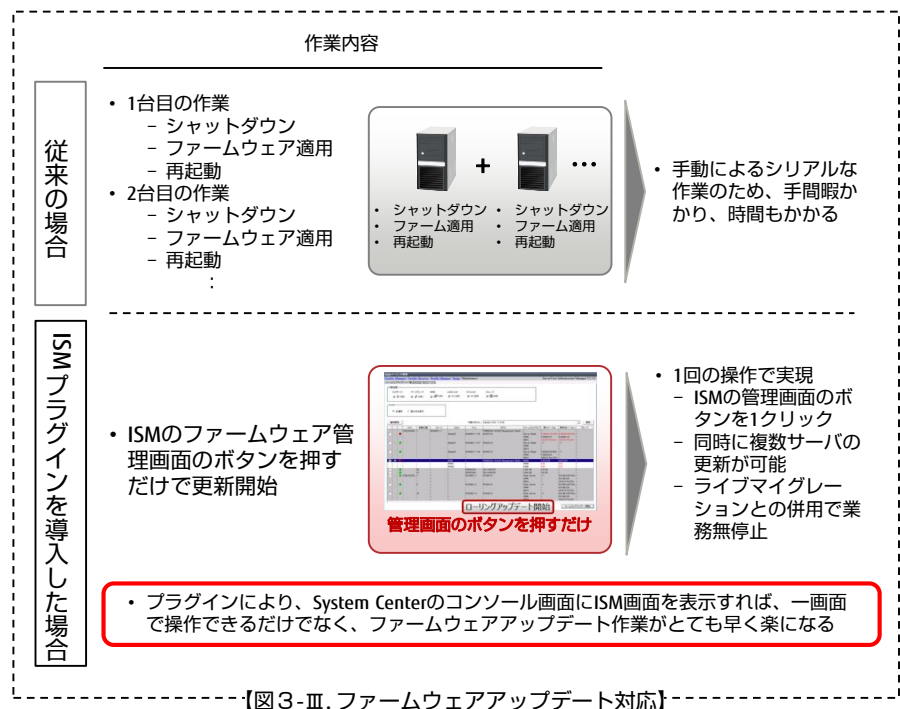 作業内容
従来の場合
• 1台目の作業
– シャットダウン
– ファームウェア適用
– 再起動
• 2台目の作業
– シャットダウン
– ファームウェア適用
– 再起動
:
+
…
• シャットダウン
• ファーム適用
• 再起動
• シャットダウン
• ファーム適用
• 再起動
• 手動によるシリアルな
作業のため、手間暇か
かり、時間もかかる
ISMプラグインを導入した場合
• ISMのファームウェア管
理画面のボタンを押す
だけで更新開始
ローリングアップデート開始
管理画面のボタンを押すだけ
• 1回の操作で実現
– ISMの管理画面のボ
タンを1クリック
– 同時に複数サーバの
更新が可能
– ライブマイグレー
ションとの併用で業
務無停止
• プラグインにより、System Centerのコンソール画面にISM画面を表示すれば、一画面
で操作できるだけでなく、ファームウェアアップデート作業がとても早く楽になる
【図3-Ⅲ.ファームウェアアップデート対応】